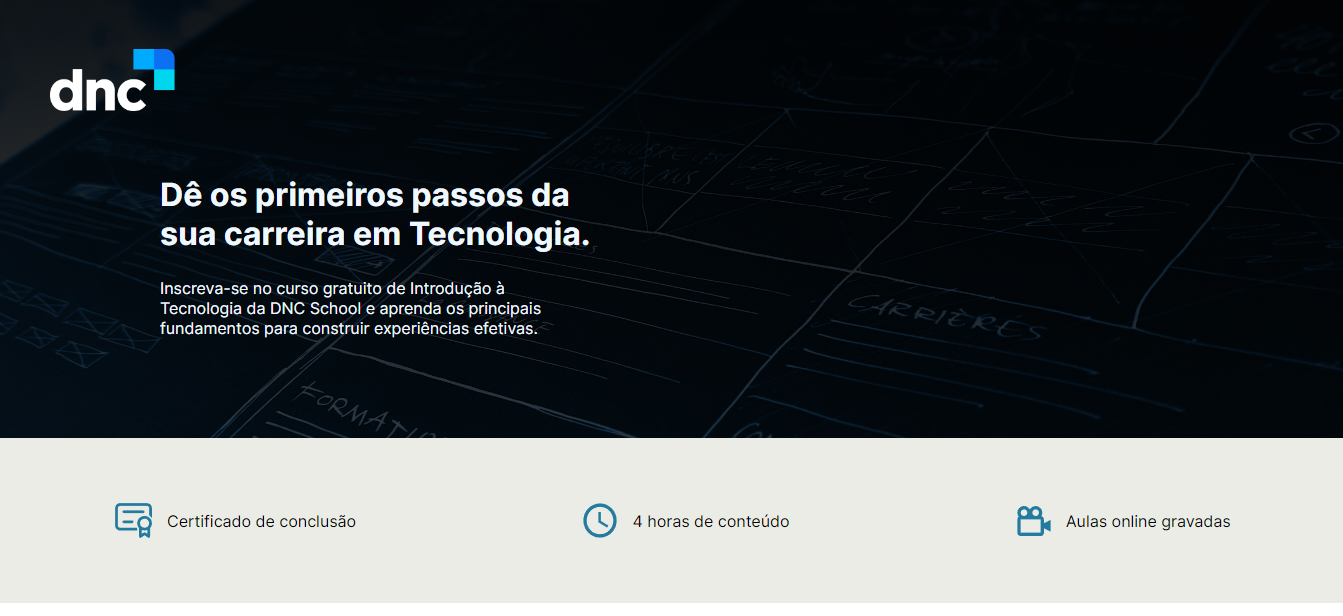 dnc
Dê os primeiros passos da
sua carreira em Tecnologia.
Inscreva-se no curso gratuito de Introdução à
Tecnologia da DNC School e aprenda os principais
fundamentos para construir experiências efetivas.
CARRIÈRES
Certificado de conclusão
4 horas de conteúdo
Aulas online gravadas